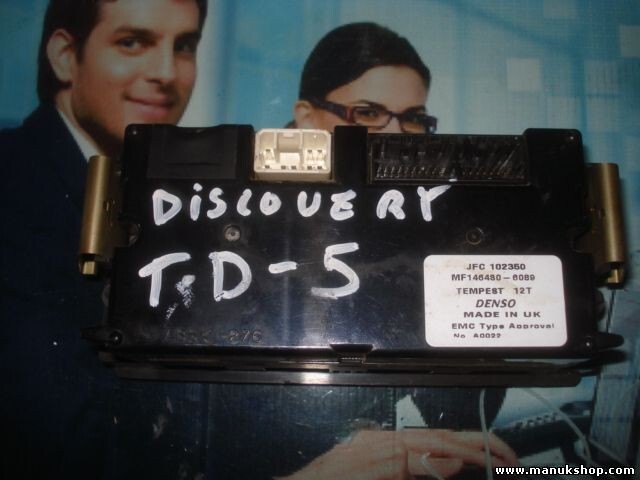 DISCOVERY
T.D-5
JFC 102350
MF146480-6089
TEMPEST 12T
DENSO
MADE IN UK
EMC Type Approval
No. A0022
www.manukshop.com